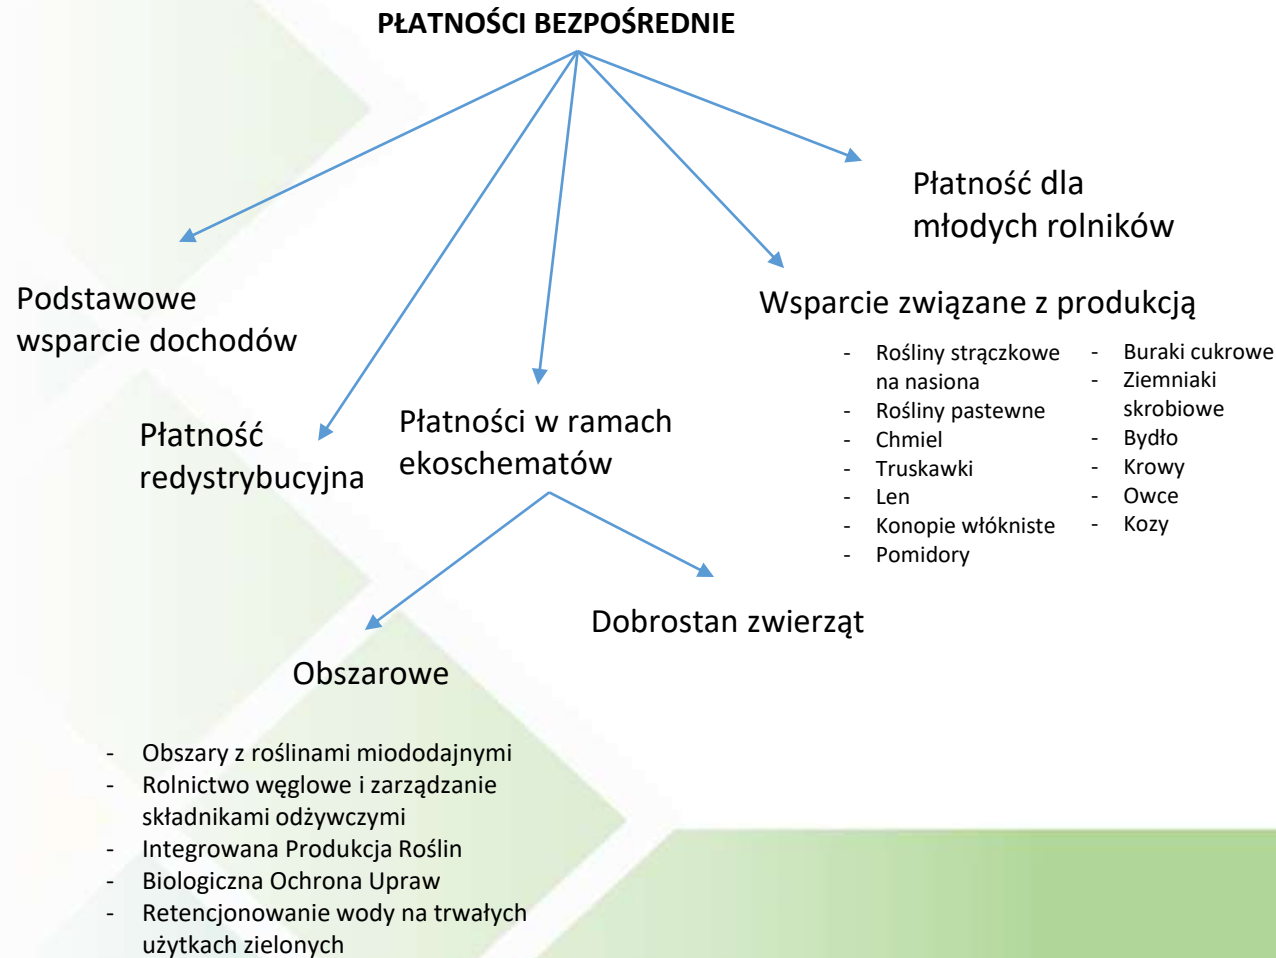 PŁATNOŚCI BEZPOŚREDNIE
Płatność dla
młodych rolników
Podstawowe
wsparcie dochodów
Wsparcie związane z produkcją
- Rośliny strączkowe
na nasiona
- Rośliny pastewne
- Chmiel
- Truskawki
- Len
- Konopie włókniste
- Pomidory
- Buraki cukrowe
- Ziemniaki
skrobiowe
- Bydło
- Krowy
- Owce
- Kozy
Płatność
redystrybucyjna
Płatności w ramach
ekoschematów
Dobrostan zwierząt
Obszarowe
- Obszary z roślinami miododajnymi
- Rolnictwo węglowe i zarządzanie
składnikami odżywczymi
- Integrowana Produkcja Roślin
- Biologiczna Ochrona Upraw
- Retencjonowanie wody na trwałych
użytkach zielonych